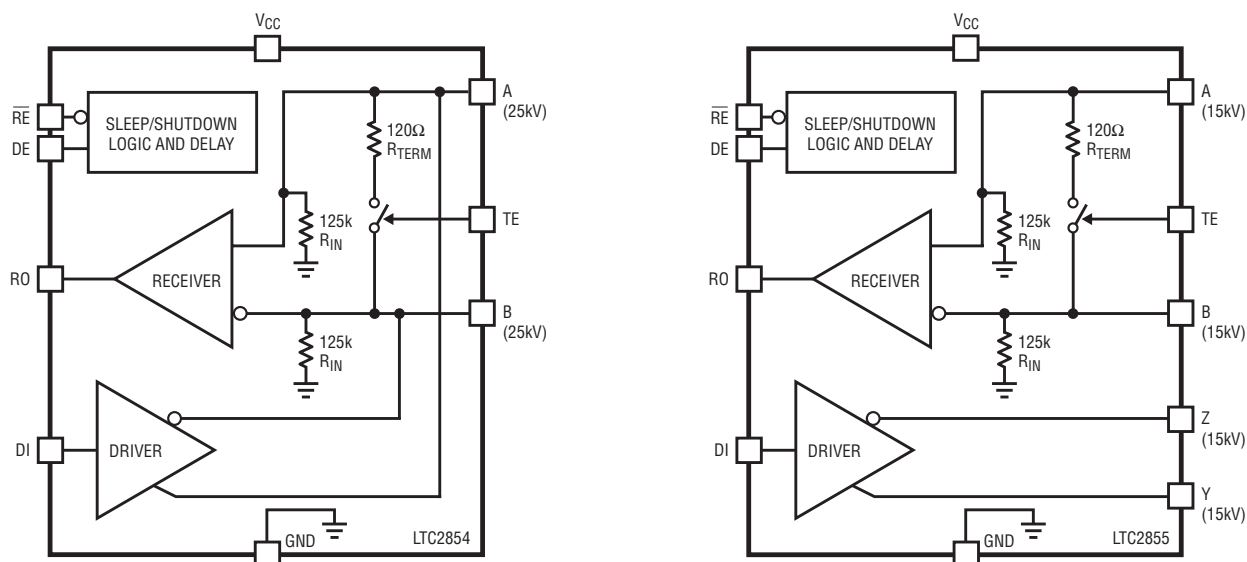 VCC
R̅E̅
DE
SLEEP/SHUTDOWN
LOGIC AND DELAY
A
(25kV)
120Ω
RTERM
TE
125k
RIN
RO
RECEIVER
B
(25kV)
125k
RIN
DI
DRIVER
GND
LTC2854
VCC
R̅E̅
DE
SLEEP/SHUTDOWN
LOGIC AND DELAY
A
(15kV)
120Ω
RTERM
TE
125k
RIN
RO
RECEIVER
B
(15kV)
125k
RIN
Z
(15kV)
DI
DRIVER
Y
(15kV)
GND
LTC2855